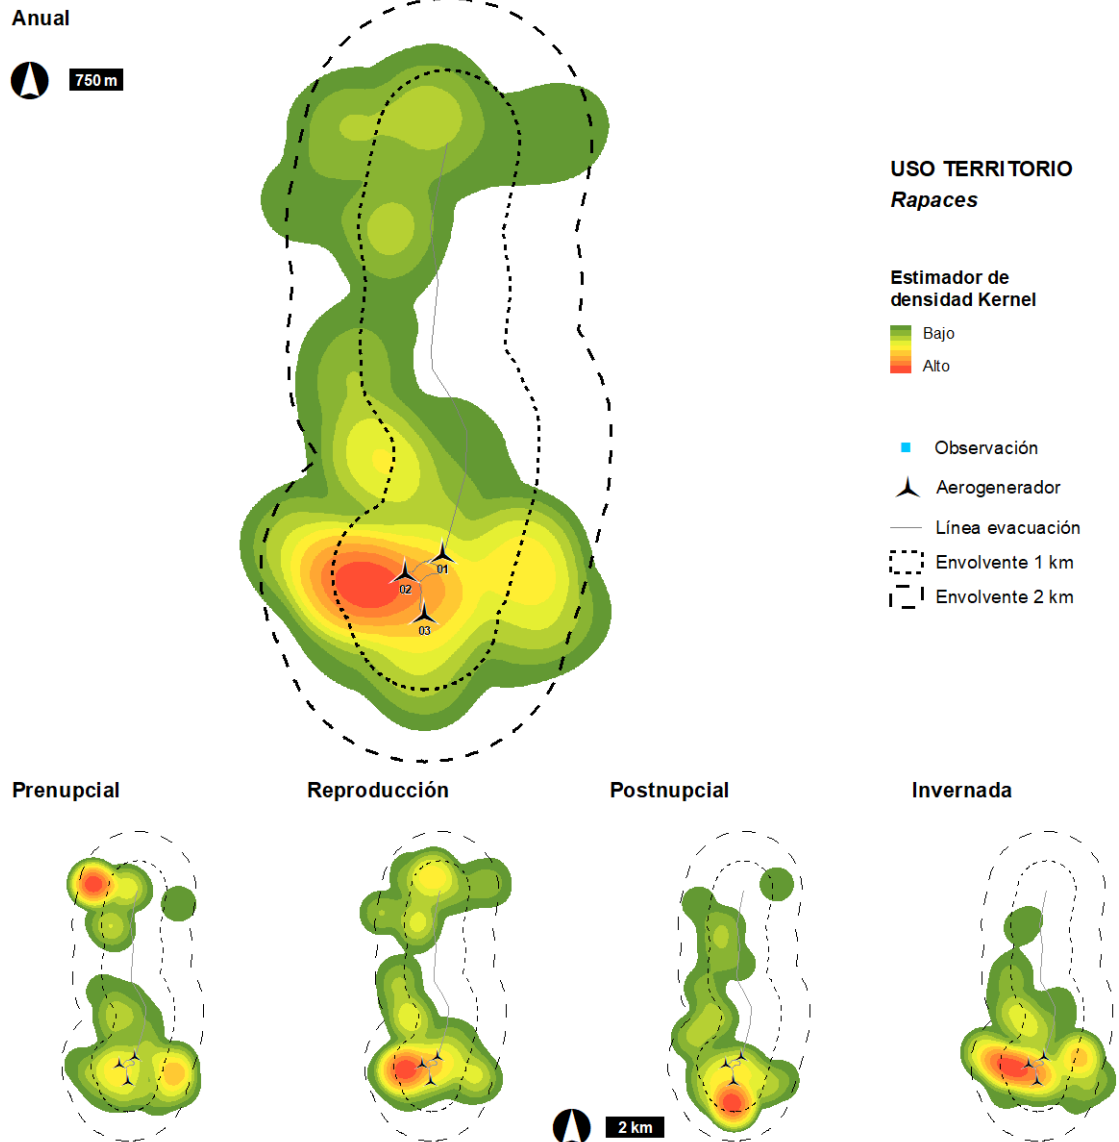 Anual
750 m
USO TERRITORIO
Rapaces
Estimador de
densidad Kernel
Bajo
Alto
Observación
Aerogenerador
Línea evacuación
Envolvente 1 km
Envolvente 2 km
01
02
03
Prenupcial
Reproducción
Postnupcial
Invernada
2 km